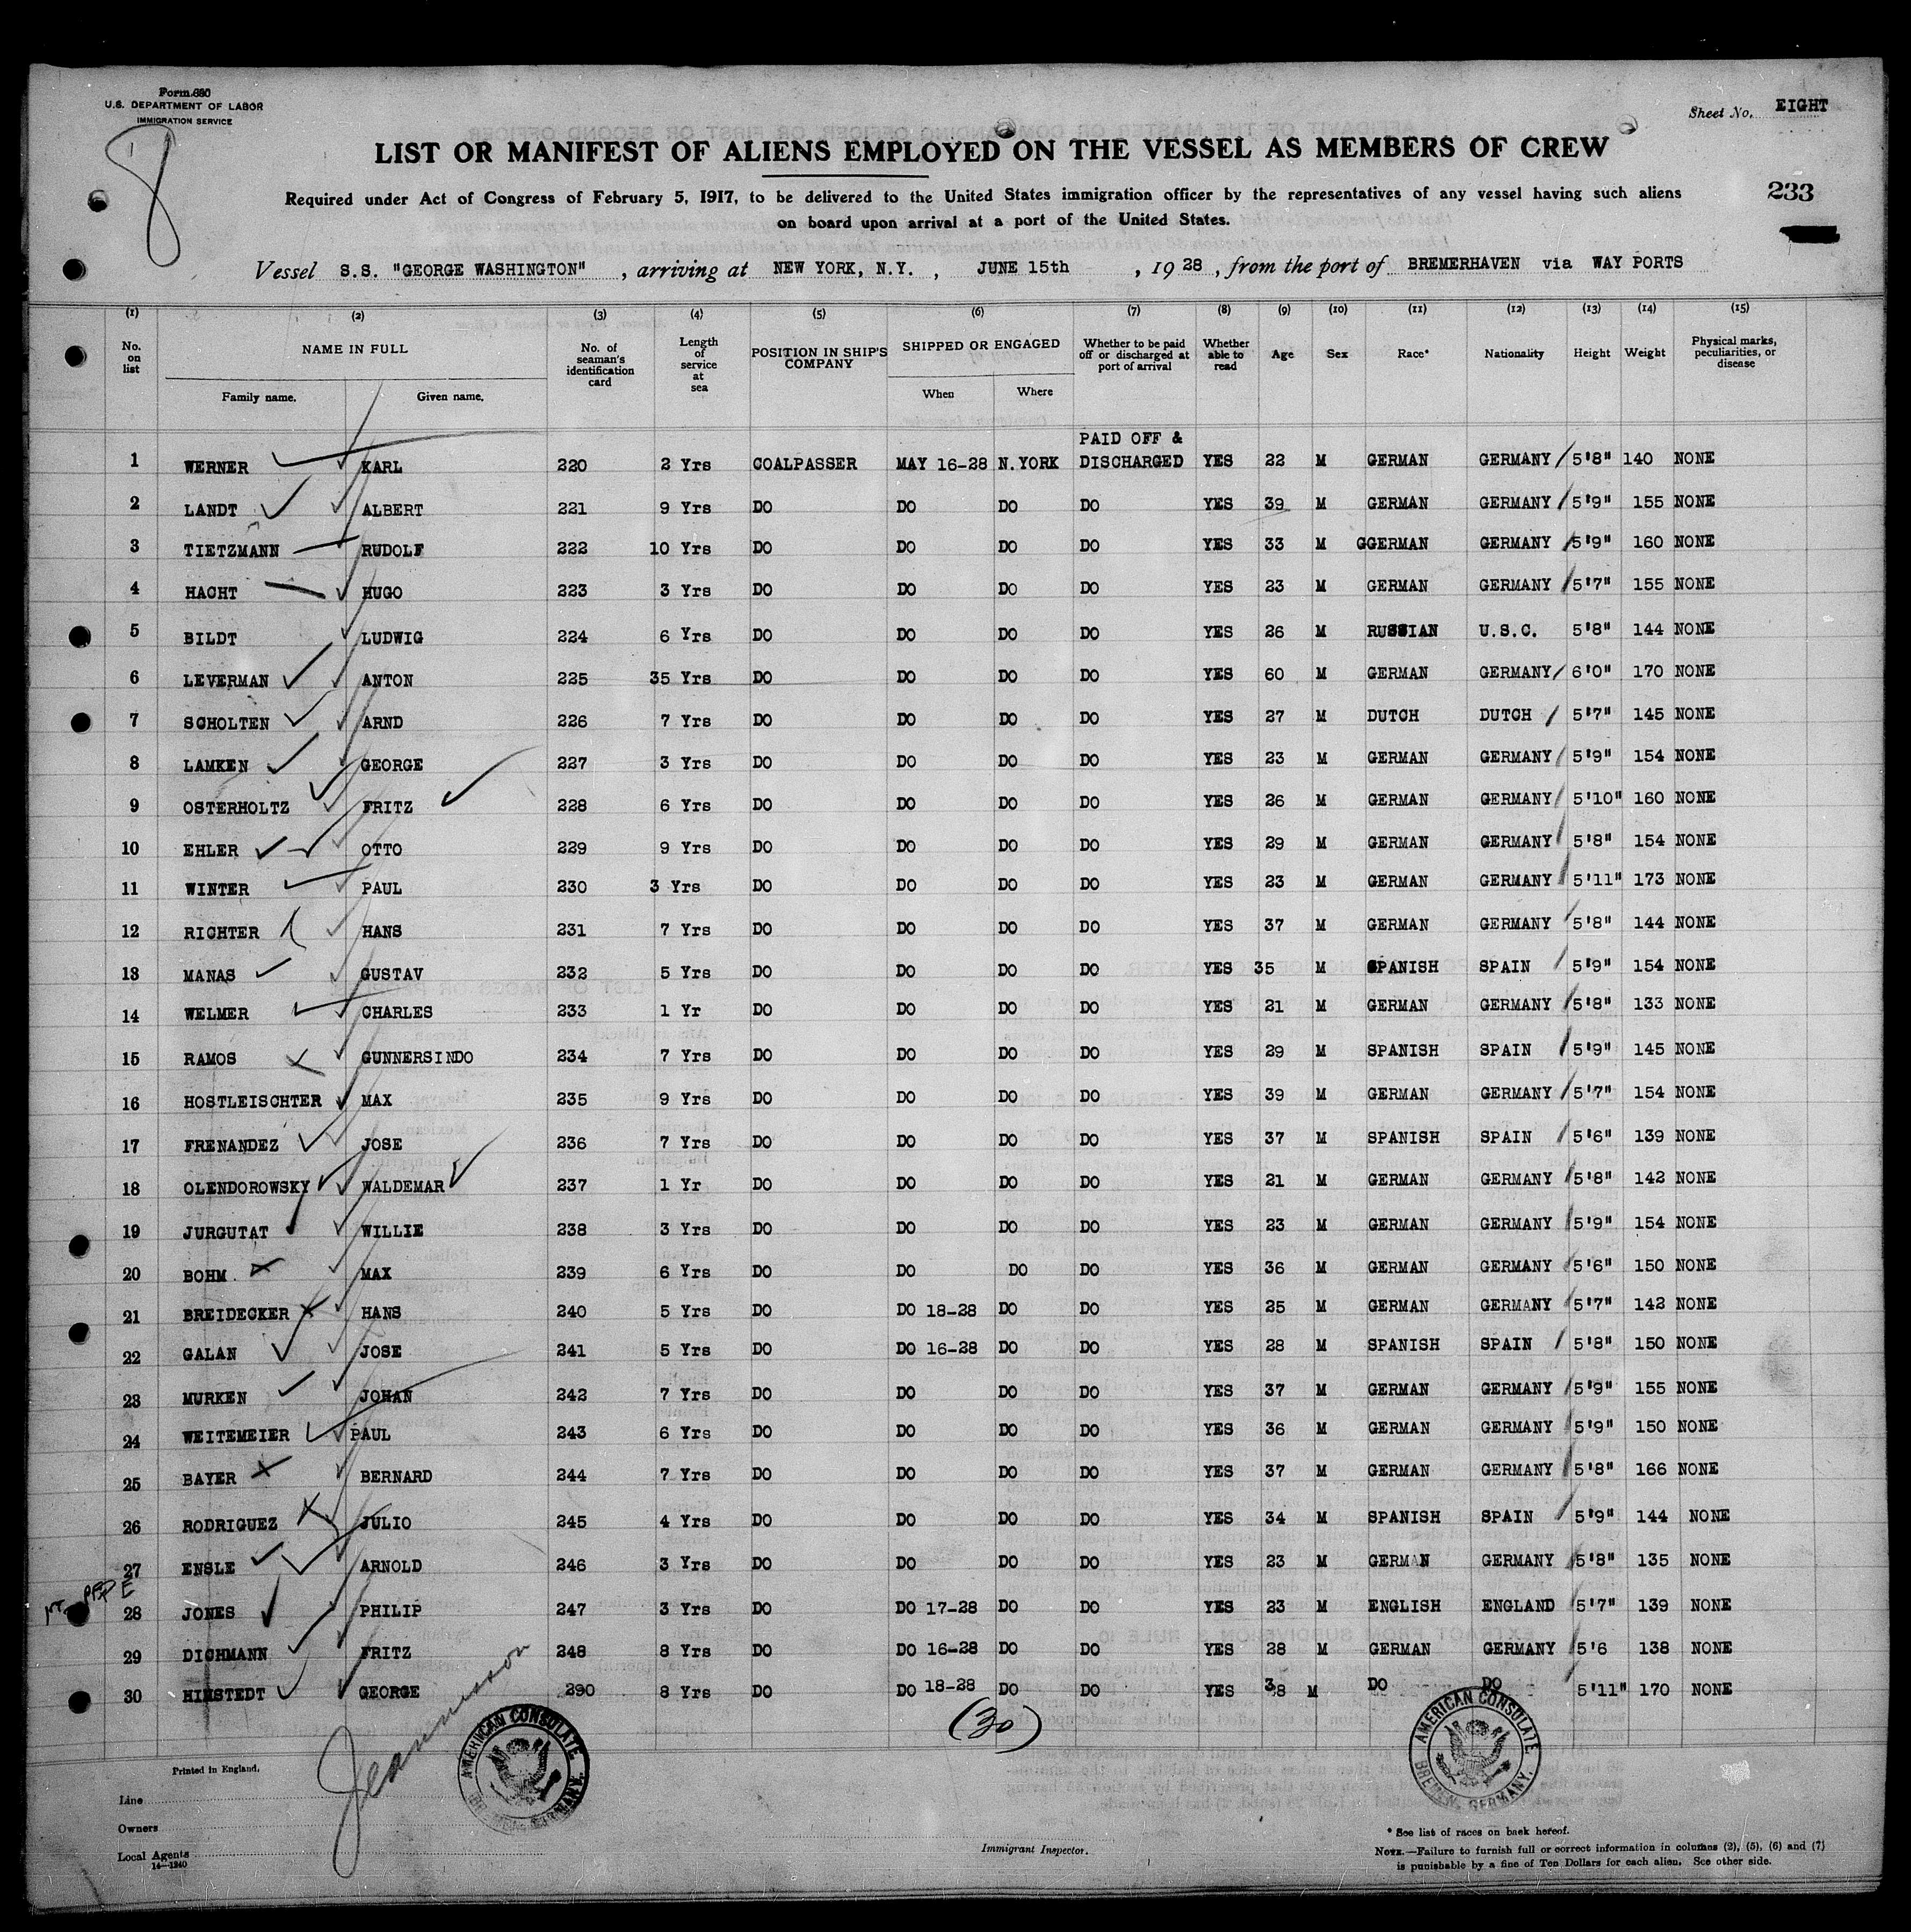 Form 680
U.S. DEPARTMENT OF LABOR
IMMIGRATION SERVICE
8
Sheet No. EIGHT
LIST OR MANIFEST OF ALIENS EMPLOYED ON THE VESSEL AS MEMBERS OF CREW
Required under Act of Congress of February 5, 1917, to be delivered to the United States immigration officer by the representatives of any vessel having such aliens
on board upon arrival at a port of the United States.
233
Vessel S.S. "GEORGE WASHINGTON" , arriving at NEW YORK, N.Y. , JUNE 15th , 19 28 , from the port of BREMERHAVEN via WAY PORTS
(1) (2) (3) (4) (5) (6) (7) (8) (9) (10) (11) (12) (13) (14) (15)
No. on list NAME IN FULL Family name. Given name. No. of seaman's identification card Length of service at sea POSITION IN SHIP'S COMPANY SHIPPED OR ENGAGED When Where Whether to be paid off or discharged at port of arrival Whether able to read Age Sex Race* Nationality Height Weight Physical marks, peculiarities, or disease
PAID OFF &
1 WERNER KARL 220 2 Yrs COALPASSER MAY 16-28 N.YORK DISCHARGED YES 22 M GERMAN GERMANY 5'8" 140 NONE
2 LANDT ALBERT 221 9 Yrs DO DO DO DO YES 39 M GERMAN GERMANY 5'9" 155 NONE
3 TIETZMANN RUDOLF 222 10 Yrs DO DO DO DO YES 33 M GGERMAN GERMANY 5'9" 160 NONE
4 HACHT HUGO 223 3 Yrs DO DO DO DO YES 23 M GERMAN GERMANY 5'7" 155 NONE
5 BILDT LUDWIG 224 6 Yrs DO DO DO DO YES 26 M RUSSIAN U.S.C. 5'8" 144 NONE
6 LEVERMAN ANTON 225 35 Yrs DO DO DO DO YES 60 M GERMAN GERMANY 6'0" 170 NONE
7 SCHOLTEN ARND 226 7 Yrs DO DO DO DO YES 27 M DUTCH DUTCH 5'7" 145 NONE
8 LAMKEN GEORGE 227 3 Yrs DO DO DO DO YES 23 M GERMAN GERMANY 5'9" 154 NONE
9 OSTERHOLTZ FRITZ 228 6 Yrs DO DO DO DO YES 26 M GERMAN GERMANY 5'10" 160 NONE
10 EHLER OTTO 229 9 Yrs DO DO DO DO YES 29 M GERMAN GERMANY 5'8" 154 NONE
11 WINTER PAUL 230 3 Yrs DO DO DO DO YES 23 M GERMAN GERMANY 5'11" 173 NONE
12 RICHTER HANS 231 7 Yrs DO DO DO DO YES 37 M GERMAN GERMANY 5'8" 144 NONE
13 MANAS GUSTAV 232 5 Yrs DO DO DO DO YES 35 M SPANISH SPAIN 5'9" 154 NONE
14 WELMER CHARLES 233 1 Yr DO DO DO DO YES 21 M GERMAN GERMANY 5'8" 133 NONE
15 RAMOS GUNNERSINDO 234 7 Yrs DO DO DO DO YES 29 M SPANISH SPAIN 5'9" 145 NONE
16 HOSTLEISCHTER MAX 235 9 Yrs DO DO DO DO YES 39 M GERMAN GERMANY 5'7" 154 NONE
17 FRENANDEZ JOSE 236 7 Yrs DO DO DO DO YES 37 M SPANISH SPAIN 5'6" 139 NONE
18 OLENDOROWSKY WALDEMAR 237 1 Yr DO DO DO DO YES 21 M GERMAN GERMANY 5'8" 142 NONE
19 JURGUTAT WILLIE 238 3 Yrs DO DO DO DO YES 23 M GERMAN GERMANY 5'9" 154 NONE
20 BOHM. MAX 239 6 Yrs DO DO DO DO YES 36 M GERMAN GERMANY 5'6" 150 NONE
21 BREIDECKER HANS 240 5 Yrs DO DO 18-28 DO DO YES 25 M GERMAN GERMANY 5'7" 142 NONE
22 GALAN JOSE 241 5 Yrs DO DO 16-28 DO DO YES 28 M SPANISH SPAIN 5'8" 150 NONE
23 MURKEN JOHAN 242 7 Yrs DO DO DO DO YES 37 M GERMAN GERMANY 5'9" 155 NONE
24 WEITEMEIER PAUL 243 6 Yrs DO DO DO DO YES 36 M GERMAN GERMANY 5'9" 150 NONE
25 BAYER BERNARD 244 7 Yrs DO DO DO DO YES 37 M GERMAN GERMANY 5'8" 166 NONE
26 RODRIGUEZ JULIO 245 4 Yrs DO DO DO DO YES 34 M SPANISH SPAIN 5'9" 144 NONE
27 ENSLE ARNOLD 246 3 Yrs DO DO DO DO YES 23 M GERMAN GERMANY 5'8" 135 NONE
28 JONES PHILIP 247 3 Yrs DO DO 17-28 DO DO YES 23 M ENGLISH ENGLAND 5'7" 139 NONE
29 DICHMANN FRITZ 248 8 Yrs DO DO 16-28 DO DO YES 28 M GERMAN GERMANY 5'6 138 NONE
30 HIMSTEDT GEORGE 290 8 Yrs DO DO 18-28 DO DO YES 38 M DO DO 5'11" 170 NONE
(30)
AMERICAN CONSULATE
BREMEN, GERMANY.
AMERICAN CONSULATE
BREMEN, GERMANY.
Printed in England.
Line
Owners
Local Agents
14—1240
Immigrant Inspector.
* See list of races on back hereof.
NOTE.—Failure to furnish full or correct information in columns (2), (5), (6) and (7)
is punishable by a fine of Ten Dollars for each alien. See other side.